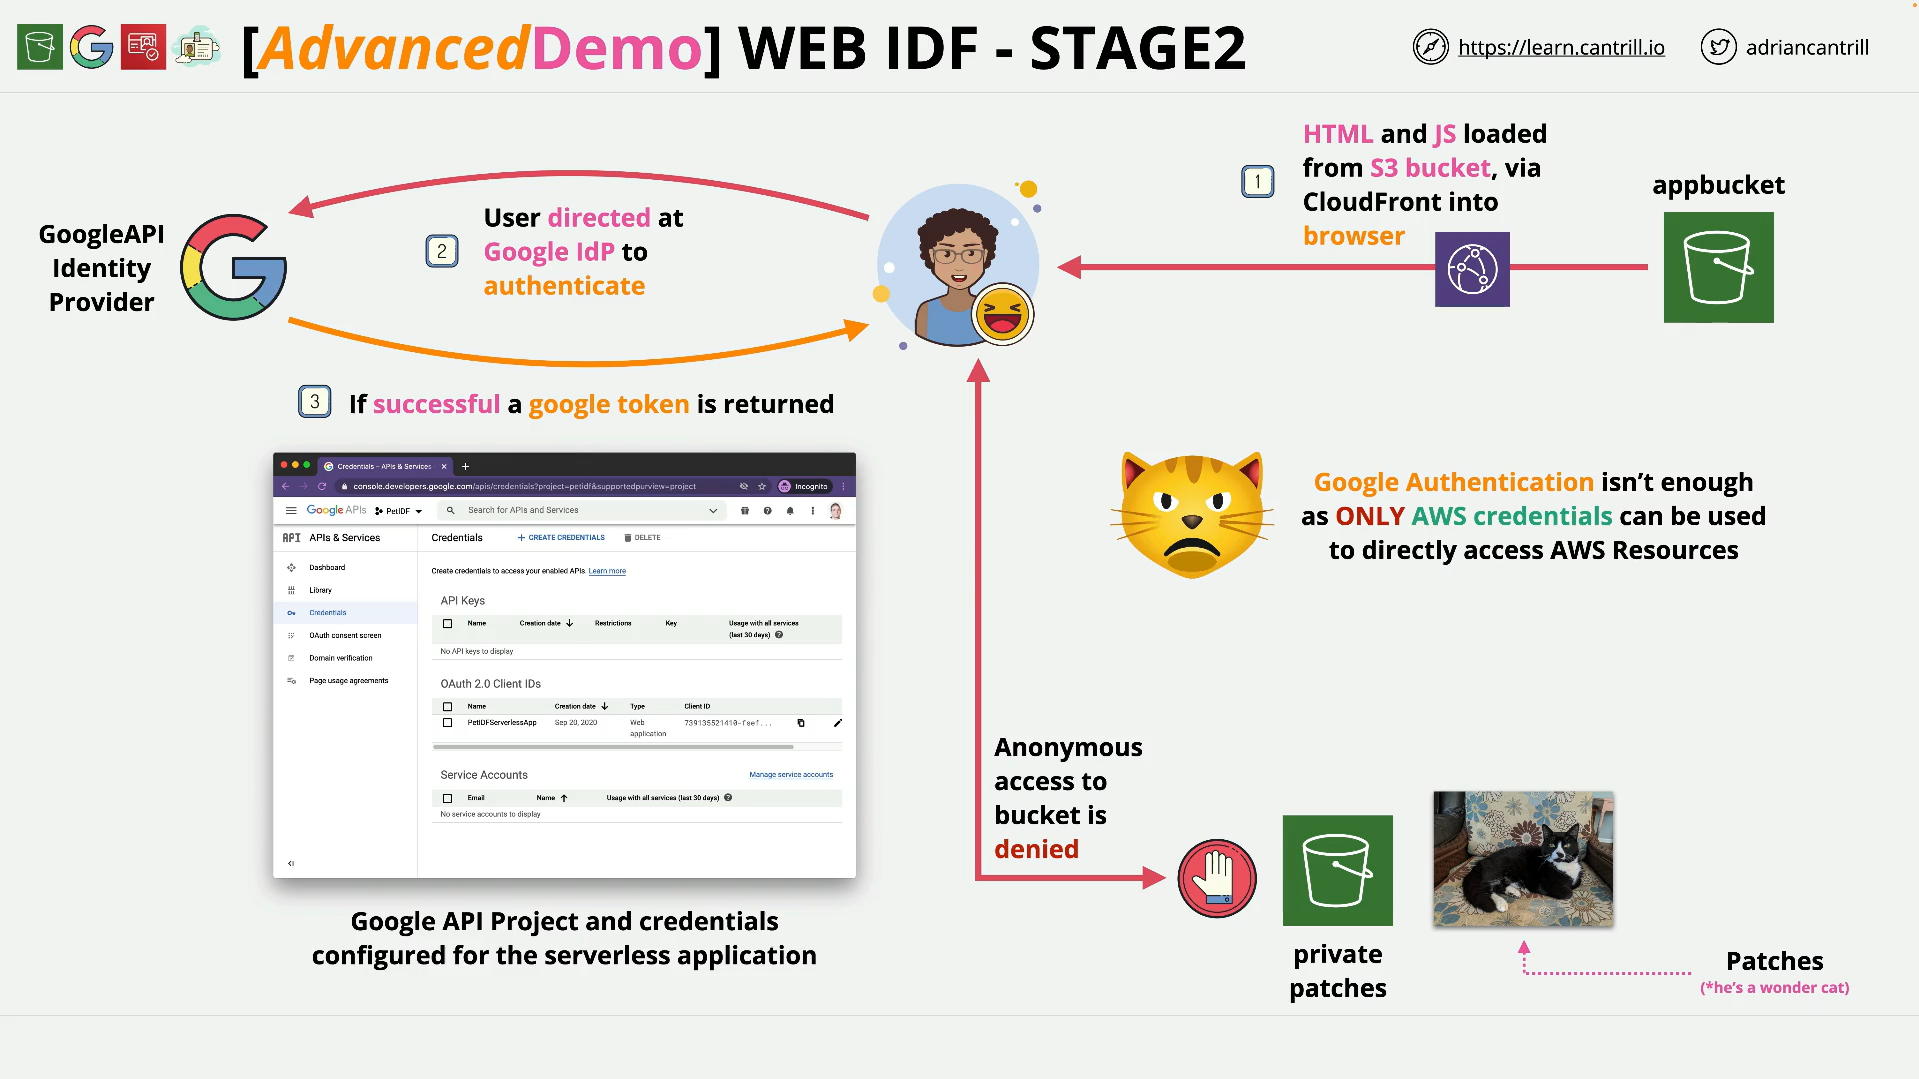 [AdvancedDemo] WEB IDF - STAGE2
https://learn.cantrill.io
adriancantrill
1
HTML and JS loaded
from S3 bucket, via
CloudFront into
browser
appbucket
GoogleAPI
Identity
Provider
2
User directed at
Google IdP to
authenticate
3
If successful a google token is returned
Credentials – APIs & Services
console.developers.google.com/apis/credentials?project=petidf&supportedpurview=project
Incognito
Google APIs
PetIDF
Search for APIs and Services
API
APIs & Services
Dashboard
Library
Credentials
OAuth consent screen
Domain verification
Page usage agreements
Credentials
+ CREATE CREDENTIALS
DELETE
Create credentials to access your enabled APIs. Learn more
API Keys
Name Creation date Restrictions Key Usage with all services
(last 30 days)
No API keys to display
OAuth 2.0 Client IDs
Name Creation date Type Client ID
PetIDFServerlessApp Sep 20, 2020 Web 739135521410-fsef...
application
Service Accounts
Manage service accounts
Email Name Usage with all services (last 30 days)
No service accounts to display
Google API Project and credentials
configured for the serverless application
Google Authentication isn't enough
as ONLY AWS credentials can be used
to directly access AWS Resources
Anonymous
access to
bucket is
denied
private
patches
Patches
(*he's a wonder cat)